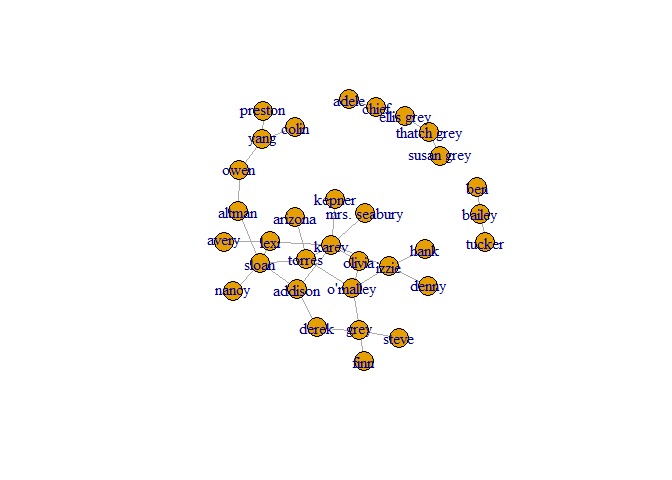 adele
chief
preston
ellis grey
colin
thatch grey
yang
susan grey
owen
ben
kepner
altman
mrs. seabury
bailey
arizona
avery
lexi
tucker
karev
hank
sloan
torres
olivia
izzie
nancy
addison
o'malley
denny
derek
grey
steve
finn